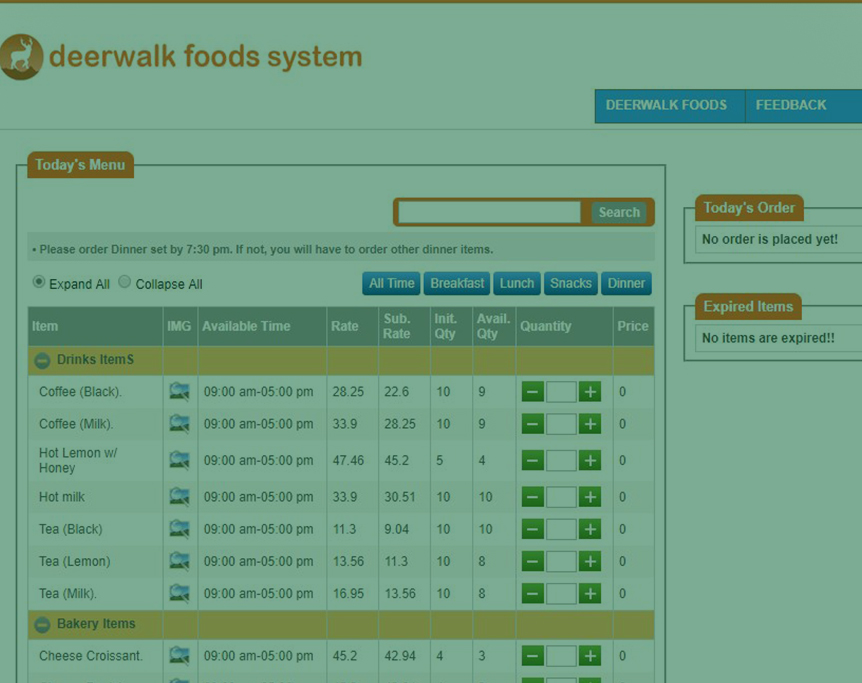 deerwalk foods system
DEERWALK FOODS FEEDBACK
Today's Menu
Search
• Please order Dinner set by 7:30 pm. If not, you will have to order other dinner items.
Expand All Collapse All All Time Breakfast Lunch Snacks Dinner
Item IMG Available Time Rate Sub. Rate Init. Qty Avail. Qty Quantity Price
Drinks ItemS
Coffee (Black). 09:00 am-05:00 pm 28.25 22.6 10 9 − + 0
Coffee (Milk). 09:00 am-05:00 pm 33.9 28.25 10 9 − + 0
Hot Lemon w/ Honey 09:00 am-05:00 pm 47.46 45.2 5 4 − + 0
Hot milk 09:00 am-05:00 pm 33.9 30.51 10 10 − + 0
Tea (Black) 09:00 am-05:00 pm 11.3 9.04 10 10 − + 0
Tea (Lemon) 09:00 am-05:00 pm 13.56 11.3 10 8 − + 0
Tea (Milk). 09:00 am-05:00 pm 16.95 13.56 10 8 − + 0
Bakery Items
Cheese Croissant. 09:00 am-05:00 pm 45.2 42.94 4 3 − + 0
Today's Order
No order is placed yet!
Expired Items
No items are expired!!